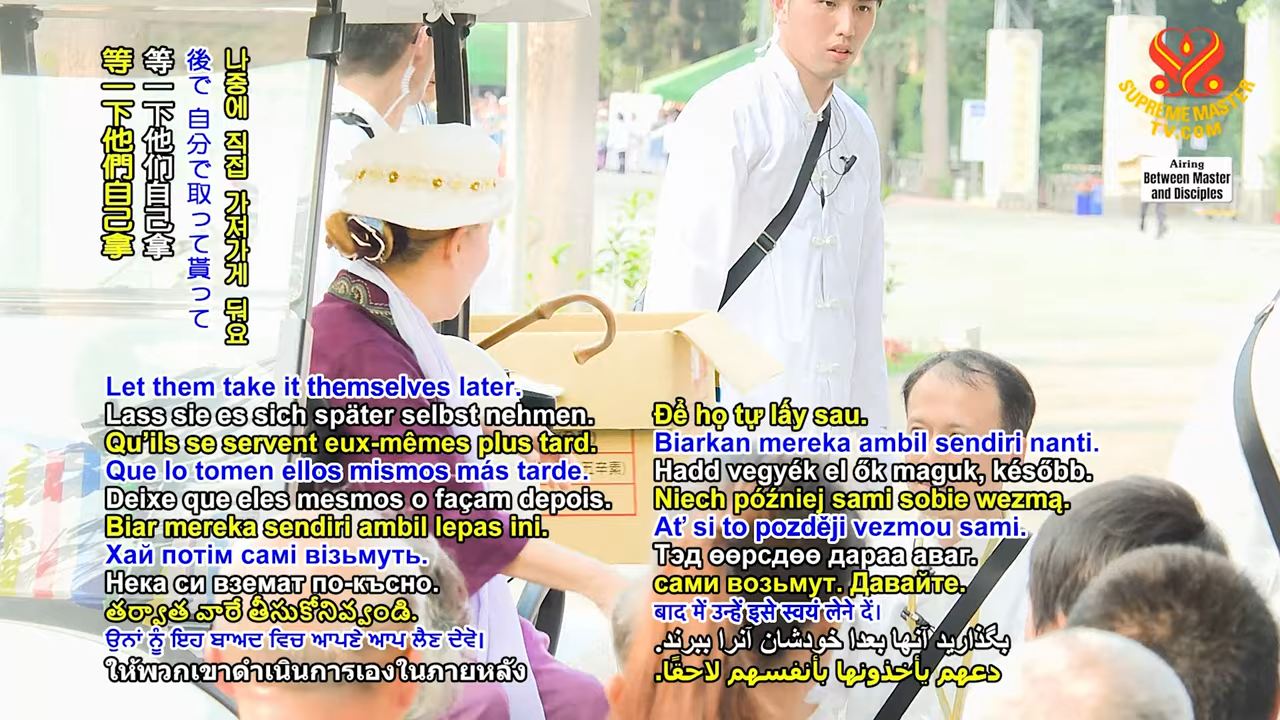 等一下他們自己拿
等一下他们自己拿
後で 自分で取って貰って
나중에 직접 가져가게 둬요
SUPREME MASTER
TV.COM
Airing
Between Master
and Disciples
Let them take it themselves later.
Lass sie es sich später selbst nehmen.
Qu'ils se servent eux-mêmes plus tard.
Que lo tomen ellos mismos más tarde.
Deixe que eles mesmos o façam depois.
Biar mereka sendiri ambil lepas ini.
Хай потім самі візьмуть.
Нека си вземат по-късно.
తర్వాత వారే తీసుకోనివ్వండి.
ਉਨਾਂ ਨੂੰ ਇਹ ਬਾਅਦ ਵਿਚ ਆਪਣੇ ਆਪ ਲੈਣ ਦੇਵੋ।
ให้พวกเขาดำเนินการเองในภายหลัง
Để họ tự lấy sau.
Biarkan mereka ambil sendiri nanti.
Hadd vegyék el ők maguk, később.
Niech później sami sobie wezmą.
Ať si to později vezmou sami.
Тэд өөрсдөө дараа аваг.
сами возьмут. Давайте.
बाद में उन्हें इसे स्वयं लेने दें।
بگذارید آنها بعدا خودشان آنرا ببرند.
دعهم يأخذونها بأنفسهم لاحقًا.
五辛素)